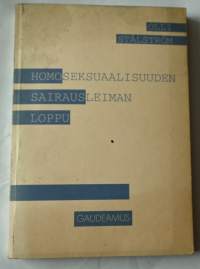 OLLI
STÅLSTRÖM
HOMOSEKSUAALISUUDEN
SAIRAUSLEIMAN
LOPPU
GAUDEAMUS